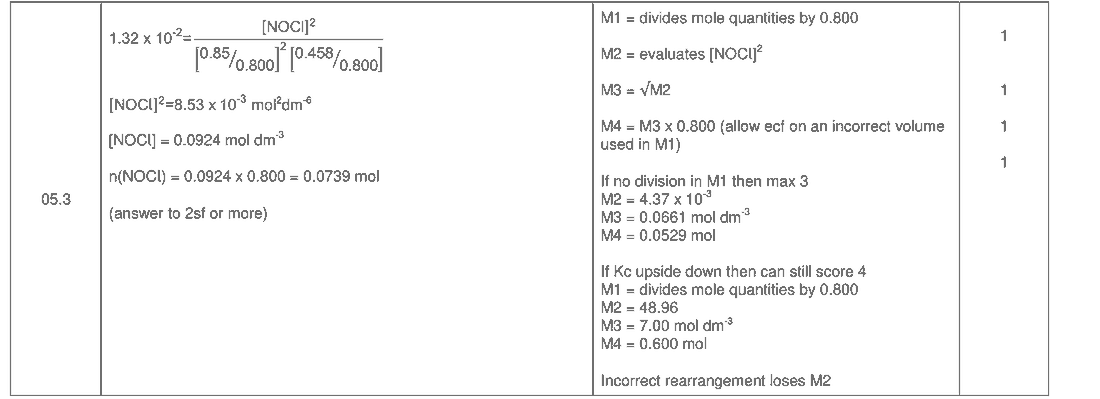 05.3
1.32 x 10⁻²= [NOCl]² / [0.85/0.800]² [0.458/0.800]
[NOCl]²=8.53 x 10⁻³ mol²dm⁻⁶
[NOCl] = 0.0924 mol dm⁻³
n(NOCl) = 0.0924 x 0.800 = 0.0739 mol
(answer to 2sf or more)
M1 = divides mole quantities by 0.800
M2 = evaluates [NOCl]²
M3 = √M2
M4 = M3 x 0.800 (allow ecf on an incorrect volume
used in M1)
If no division in M1 then max 3
M2 = 4.37 x 10⁻³
M3 = 0.0661 mol dm⁻³
M4 = 0.0529 mol
If Kc upside down then can still score 4
M1 = divides mole quantities by 0.800
M2 = 48.96
M3 = 7.00 mol dm⁻³
M4 = 0.600 mol
Incorrect rearrangement loses M2
1
1
1
1